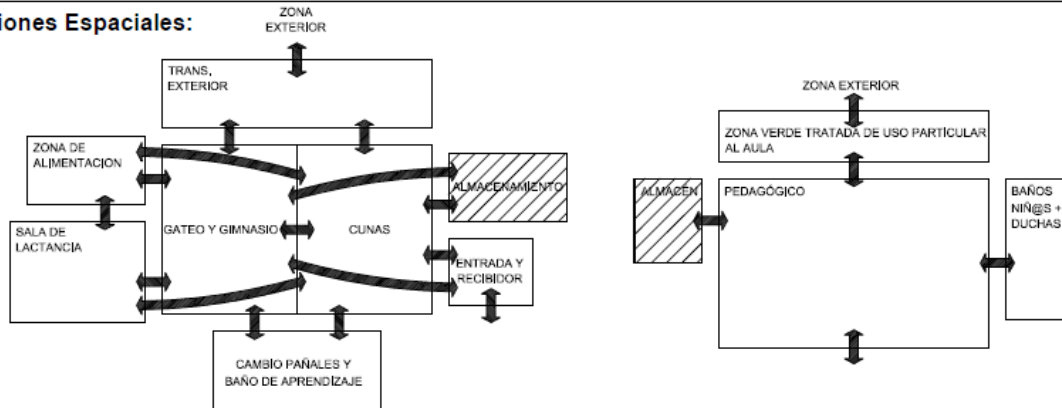 iones Espaciales:
ZONA
EXTERIOR
TRANS,
EXTERIOR
ZONA DE
ALIMENTACION
ALMACENAMIENTO
SALA DE
LACTANCIA
GATEO Y GIMNASIO
CUNAS
ENTRADA Y
RECIBIDOR
CAMBIO PAÑALES Y
BAÑO DE APRENDIZAJE
ZONA EXTERIOR
ZONA VERDE TRATADA DE USO PARTICULAR
AL AULA
ALMACEN
PEDAGÓGICO
BAÑOS
NIÑ@S +
DUCHAS